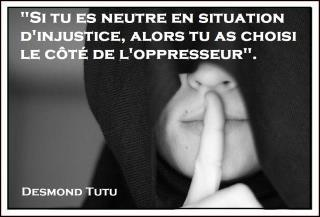 "Si tu es neutre en situation
d'injustice, alors tu as choisi
le côté de l'oppresseur".
Desmond Tutu